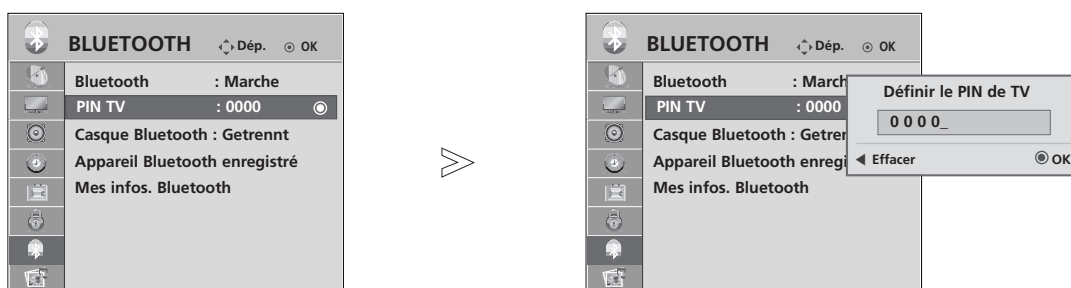 BLUETOOTH Dép. OK
Bluetooth : Marche
PIN TV : 0000
Casque Bluetooth : Getrennt
Appareil Bluetooth enregistré
Mes infos. Bluetooth
BLUETOOTH Dép. OK
Bluetooth : March
PIN TV : 0000
Casque Bluetooth : Getrer
Appareil Bluetooth enregi
Mes infos. Bluetooth
Définir le PIN de TV
0 0 0 0_
Effacer OK